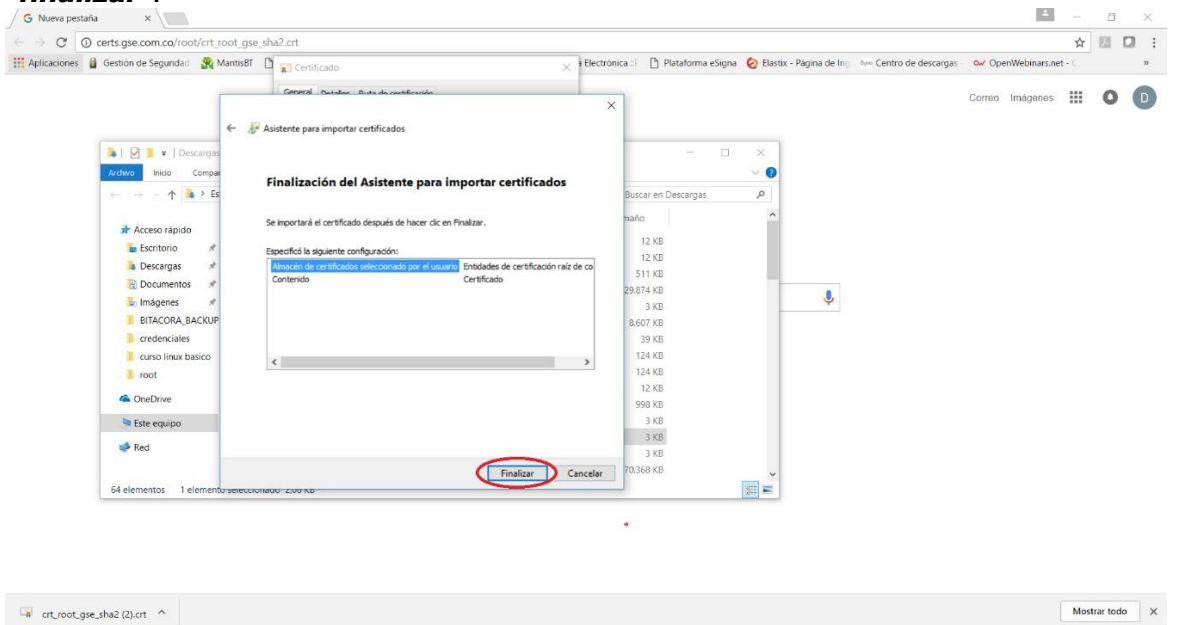 finalizar
Nueva pestaña
certs.gse.com.co/root/crt_root_gse_sha2.crt
Aplicaciones Gestión de Seguridad MantisBT Electrónica Plataforma eSigna Elastix - Página de Ing Centro de descargas - OpenWebinars.net - C
Certificado
General Detalles Ruta de certificación
Correo Imágenes D
Asistente para importar certificados
Descargas
Archivo Inicio Compar
Finalización del Asistente para importar certificados
Es
Buscar en Descargas
Se importará el certificado después de hacer clic en Finalizar.
maño
Acceso rápido
Escritorio
Descargas
Documentos
Imágenes
BITACORA_BACKUP
credenciales
curso linux basico
root
OneDrive
Este equipo
Red
Especificó la siguiente configuración:
Almacén de certificados seleccionado por el usuario Entidades de certificación raíz de co
Contenido Certificado
12 KB
12 KB
511 KB
29.874 KB
3 KB
8.607 KB
39 KB
124 KB
124 KB
12 KB
998 KB
3 KB
3 KB
3 KB
70.368 KB
Finalizar Cancelar
64 elementos 1 elemento seleccionado 2,00 KB
crt_root_gse_sha2 (2).crt
Mostrar todo